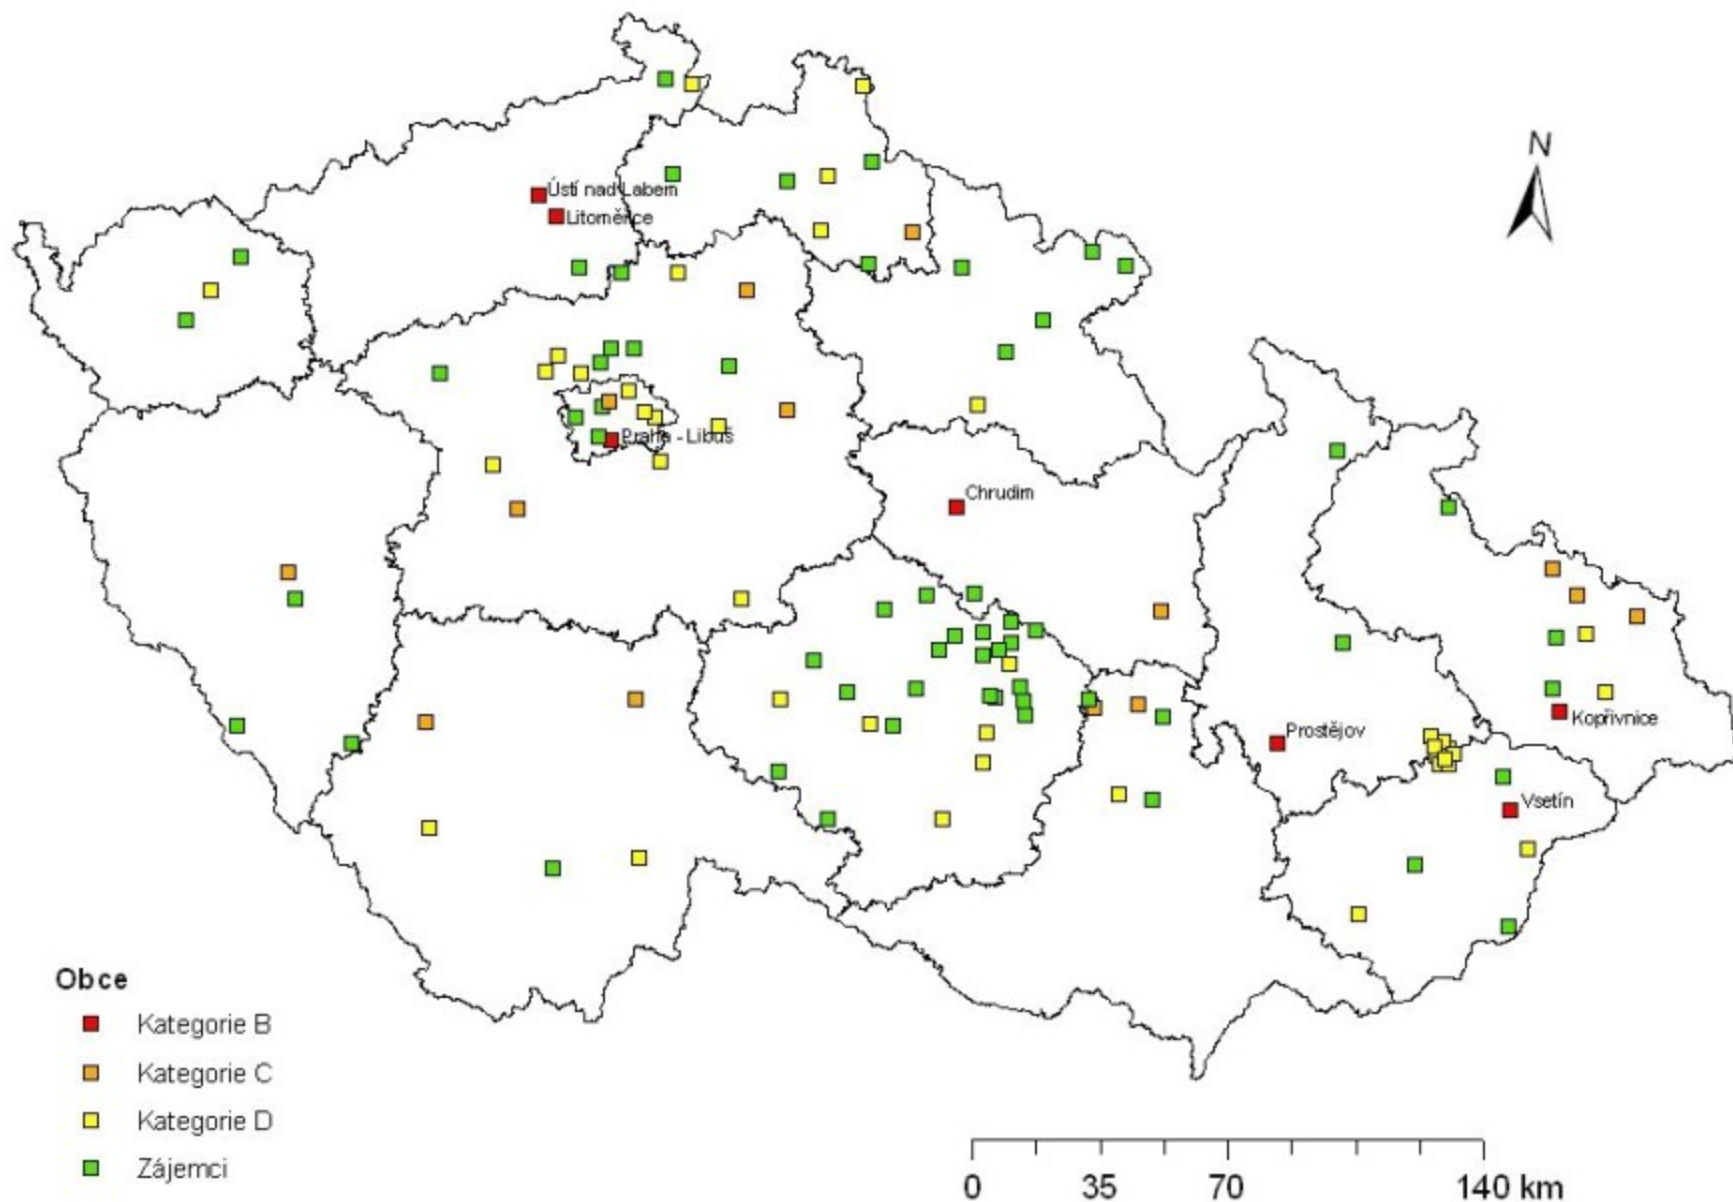 N
Ústí nad Labem
Litoměřice
Praha - Libuš
Chrudim
Prostějov
Kopřivnice
Vsetín
Obce
Kategorie B
Kategorie C
Kategorie D
Zájemci
0 35 70 140 km